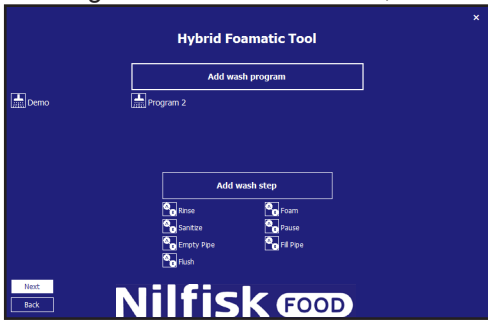 ×
Hybrid Foamatic Tool
Add wash program
Demo
Program 2
Add wash step
Rinse
Foam
Sanitize
Pause
Empty Pipe
Fill Pipe
Flush
Next
Back
Nilfisk FOOD